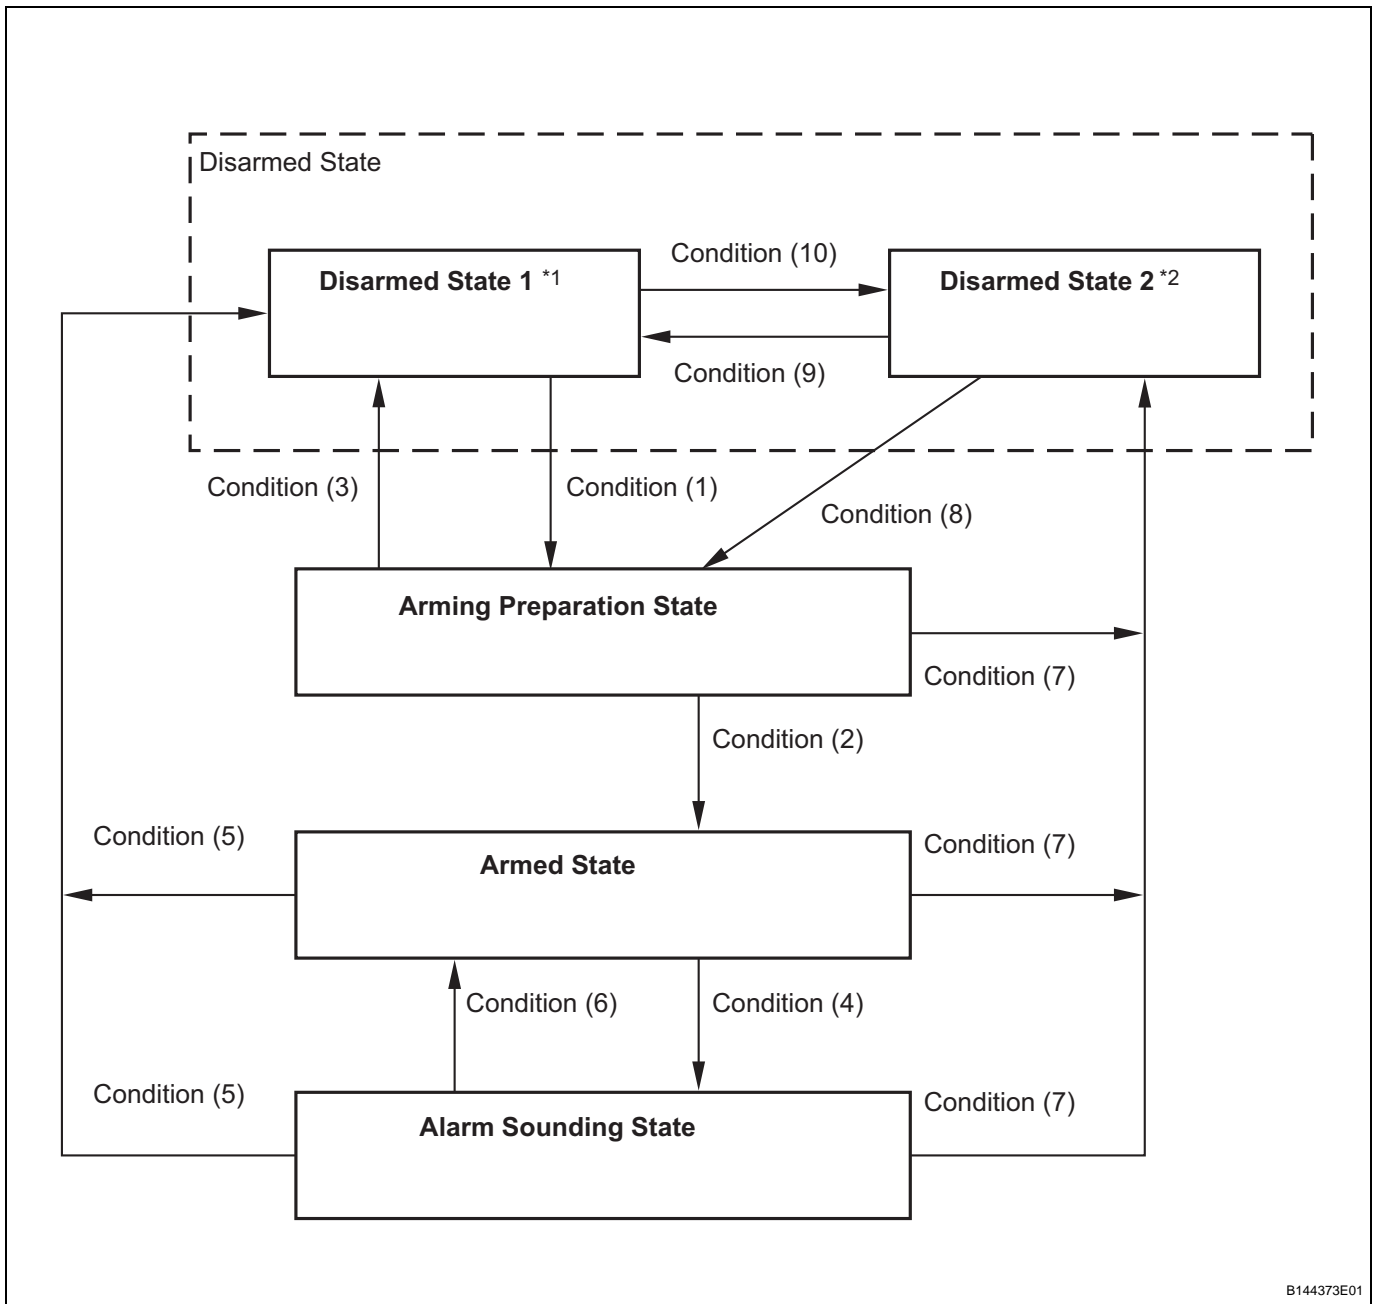 Disarmed State
Condition (10)
Disarmed State 1 *1
Disarmed State 2 *2
Condition (9)
Condition (3)
Condition (1)
Condition (8)
Arming Preparation State
Condition (7)
Condition (2)
Condition (5)
Condition (7)
Armed State
Condition (6)
Condition (4)
Condition (5)
Condition (7)
Alarm Sounding State
B144373E01